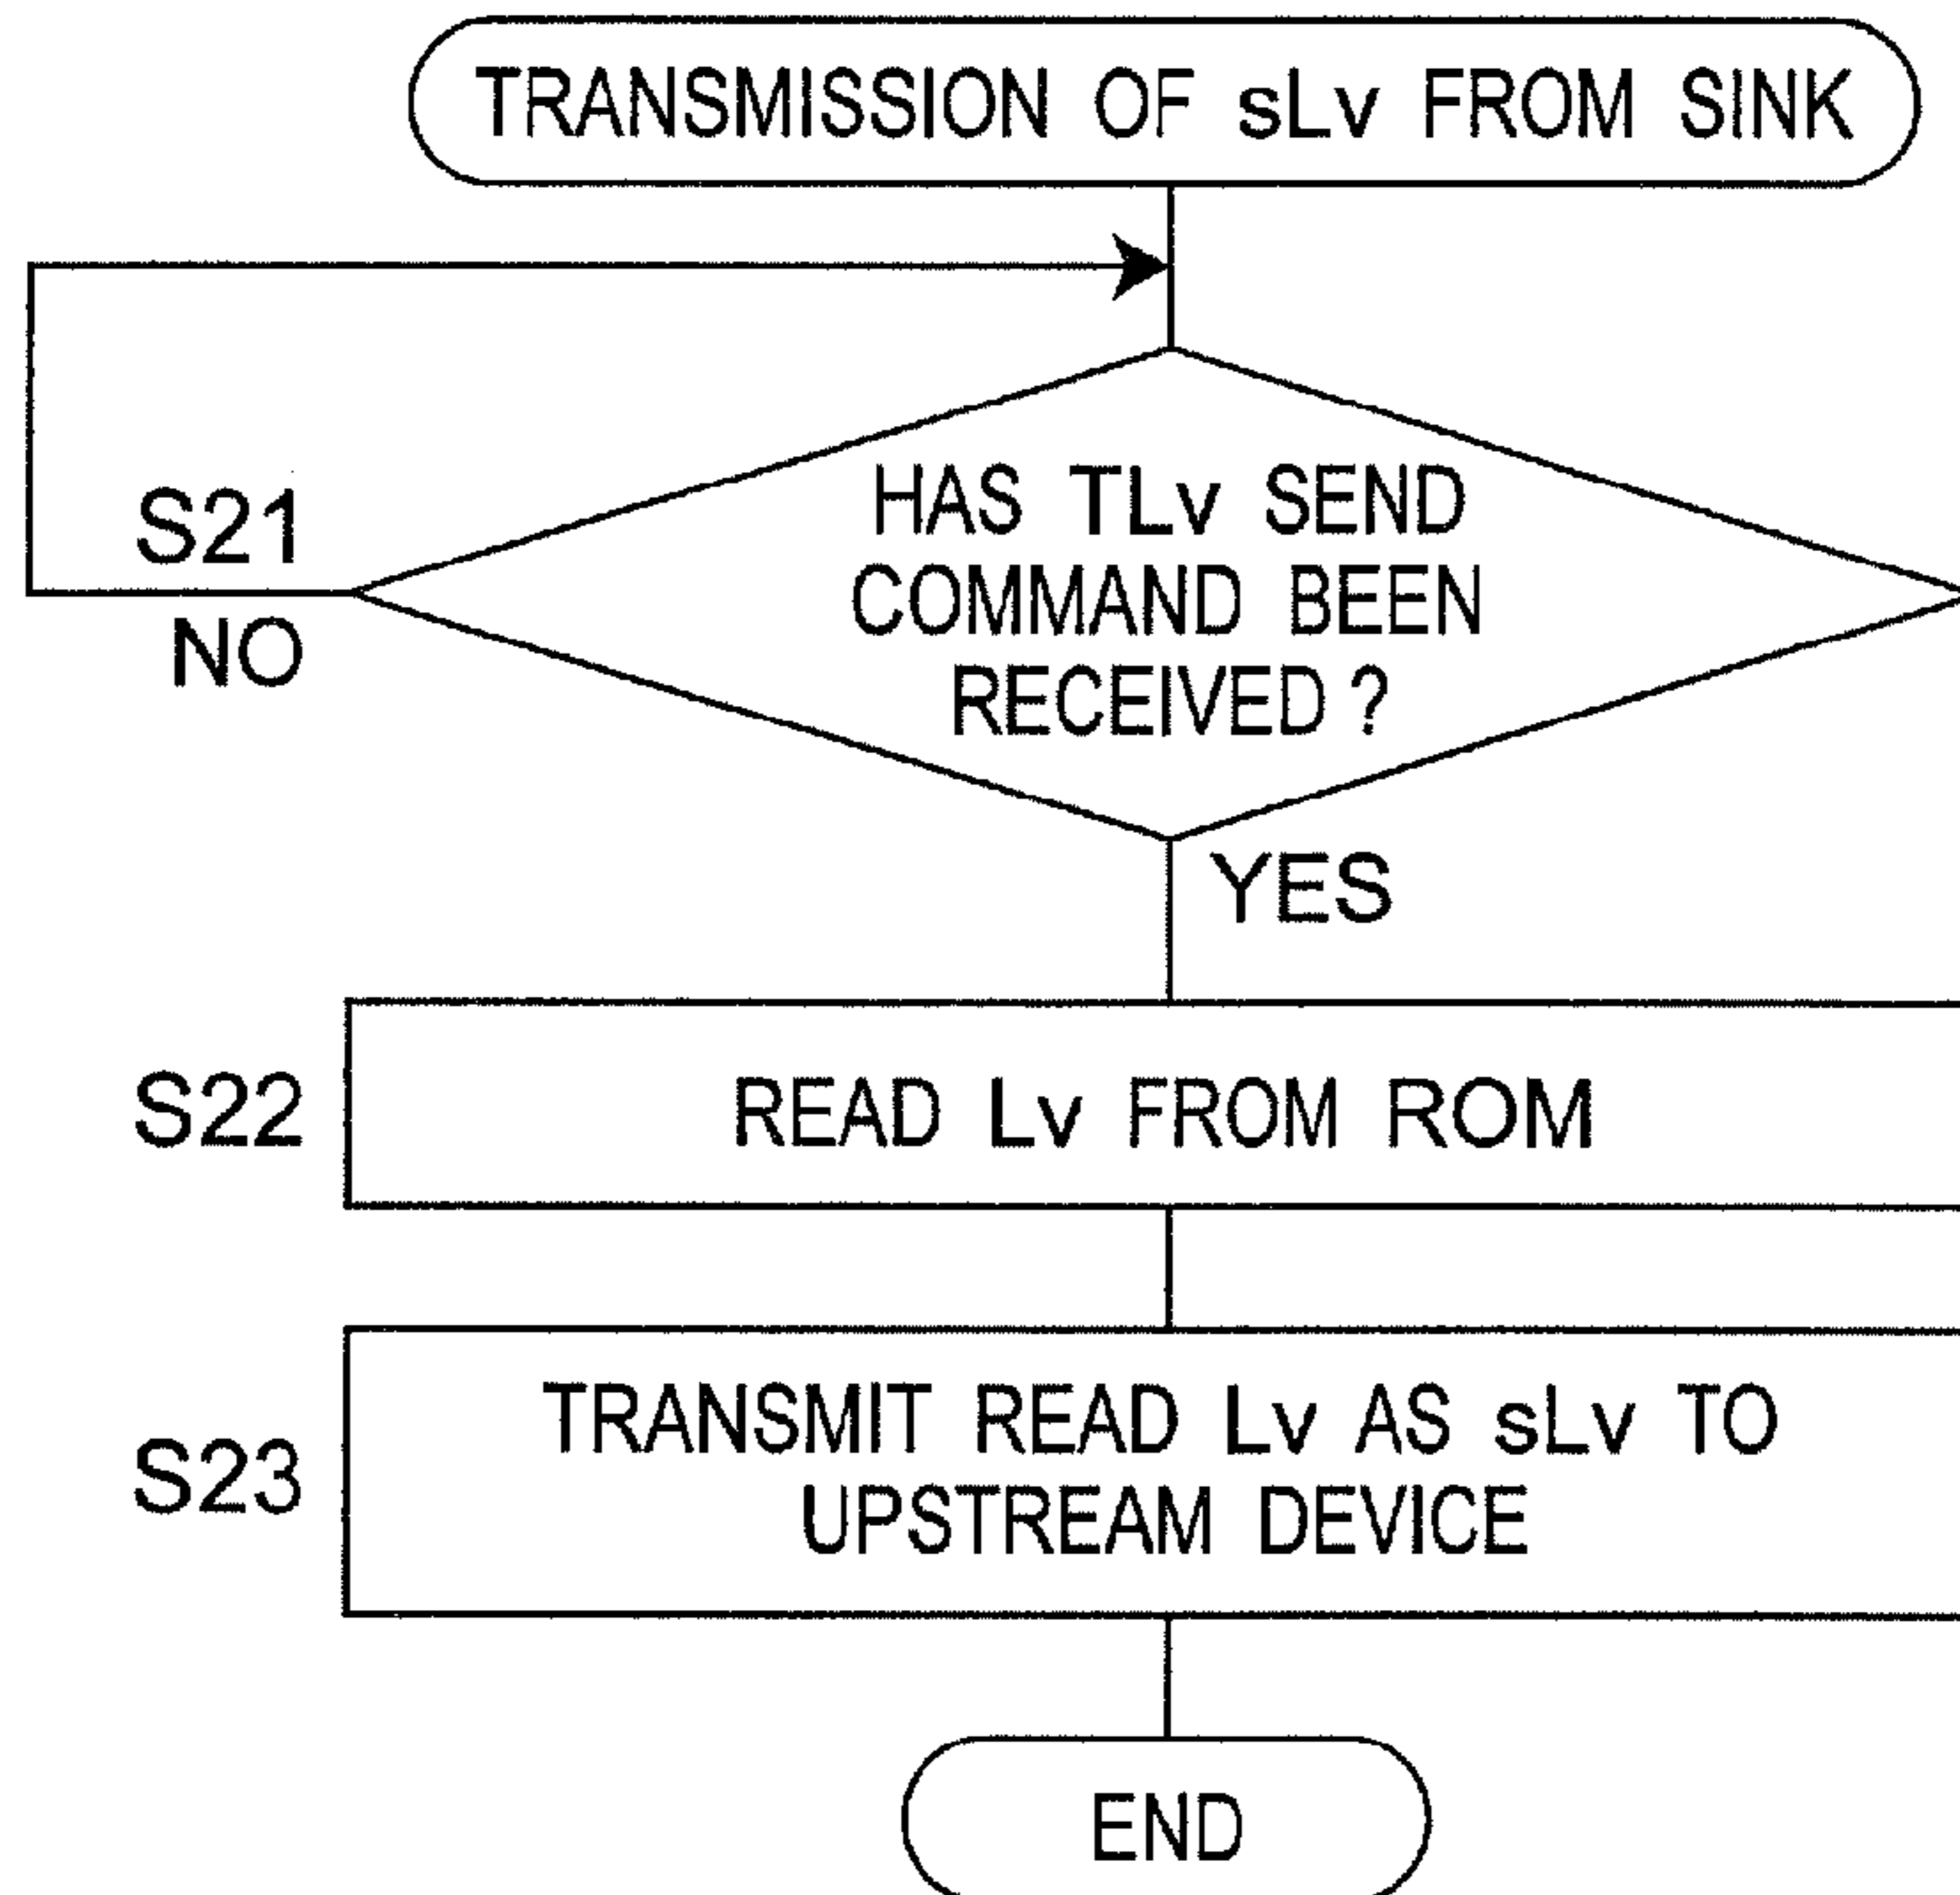 TRANSMISSION OF sLv FROM SINK
S21
NO
HAS TLv SEND
COMMAND BEEN
RECEIVED ?
YES
S22
READ Lv FROM ROM
S23
TRANSMIT READ Lv AS sLv TO
UPSTREAM DEVICE
END